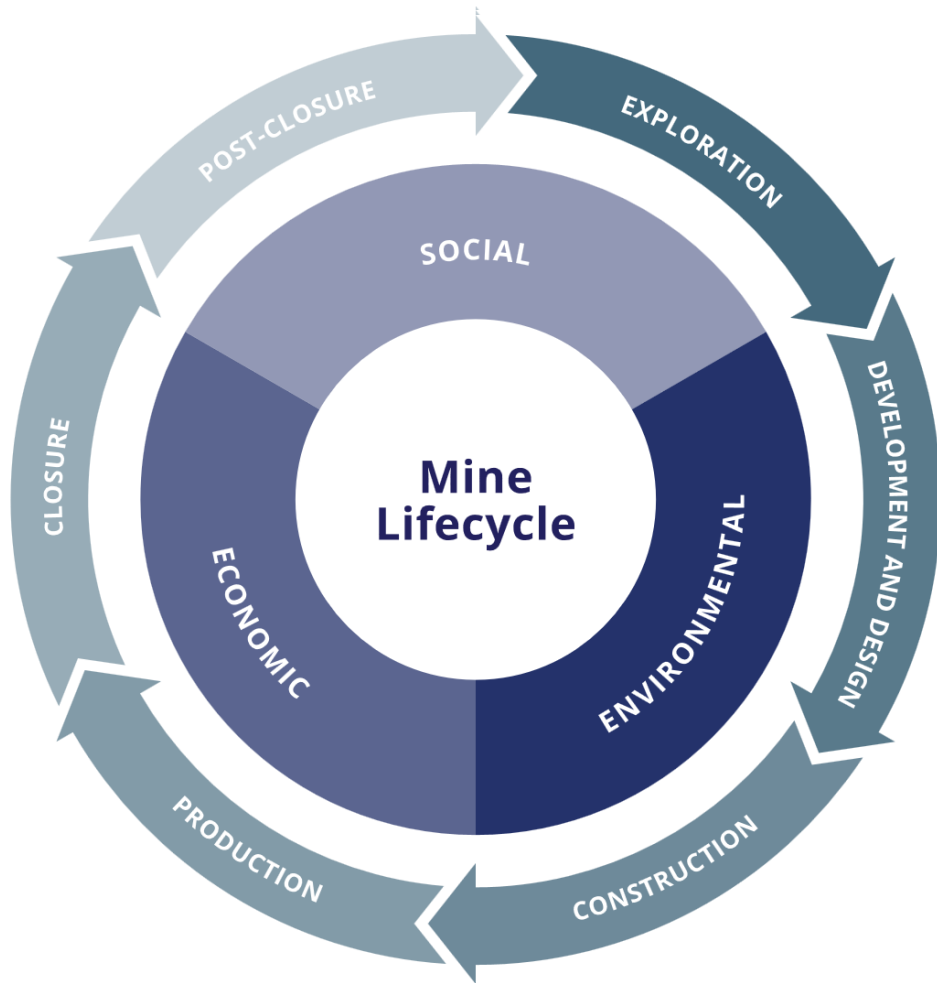 Mine
Lifecycle
SOCIAL
ENVIRONMENTAL
ECONOMIC
EXPLORATION
DEVELOPMENT AND DESIGN
CONSTRUCTION
PRODUCTION
CLOSURE
POST-CLOSURE